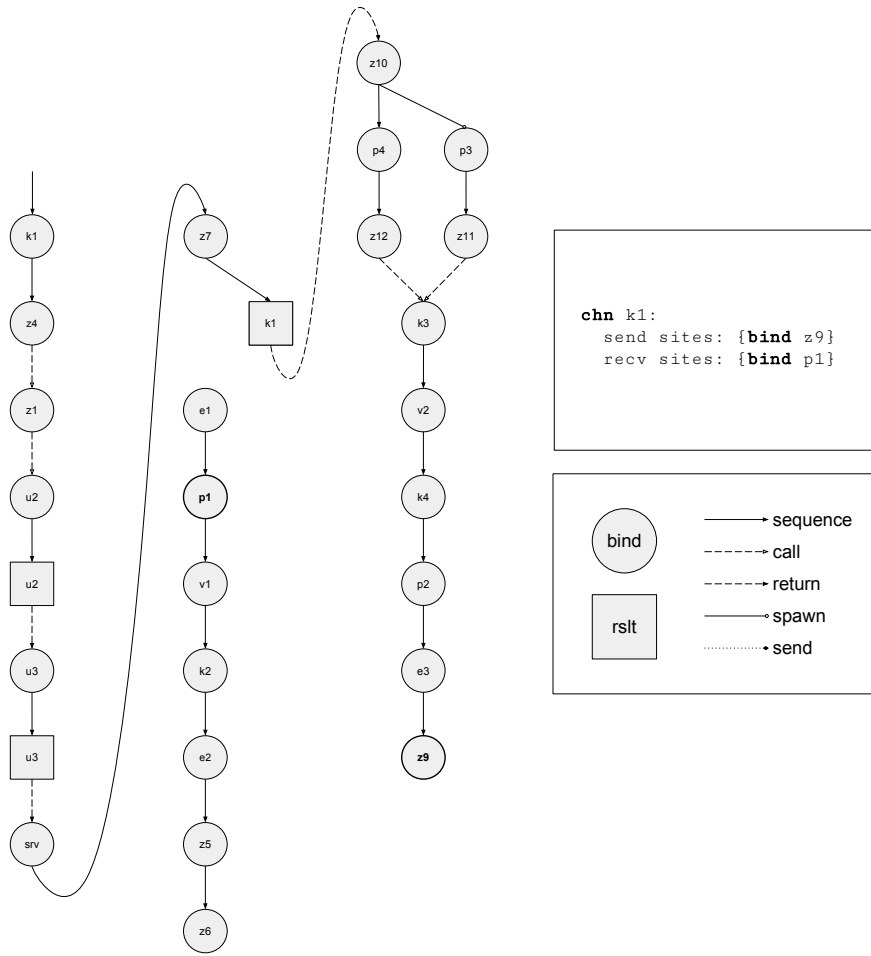 z10
p4
p3
k1
z7
z12
z11
z4
k1
k3
z1
e1
v2
u2
p1
k4
u2
v1
p2
u3
k2
e3
u3
e2
z9
srv
z5
z6
chn k1:
send sites: {bind z9}
recv sites: {bind p1}
bind
rslt
sequence
call
return
spawn
send